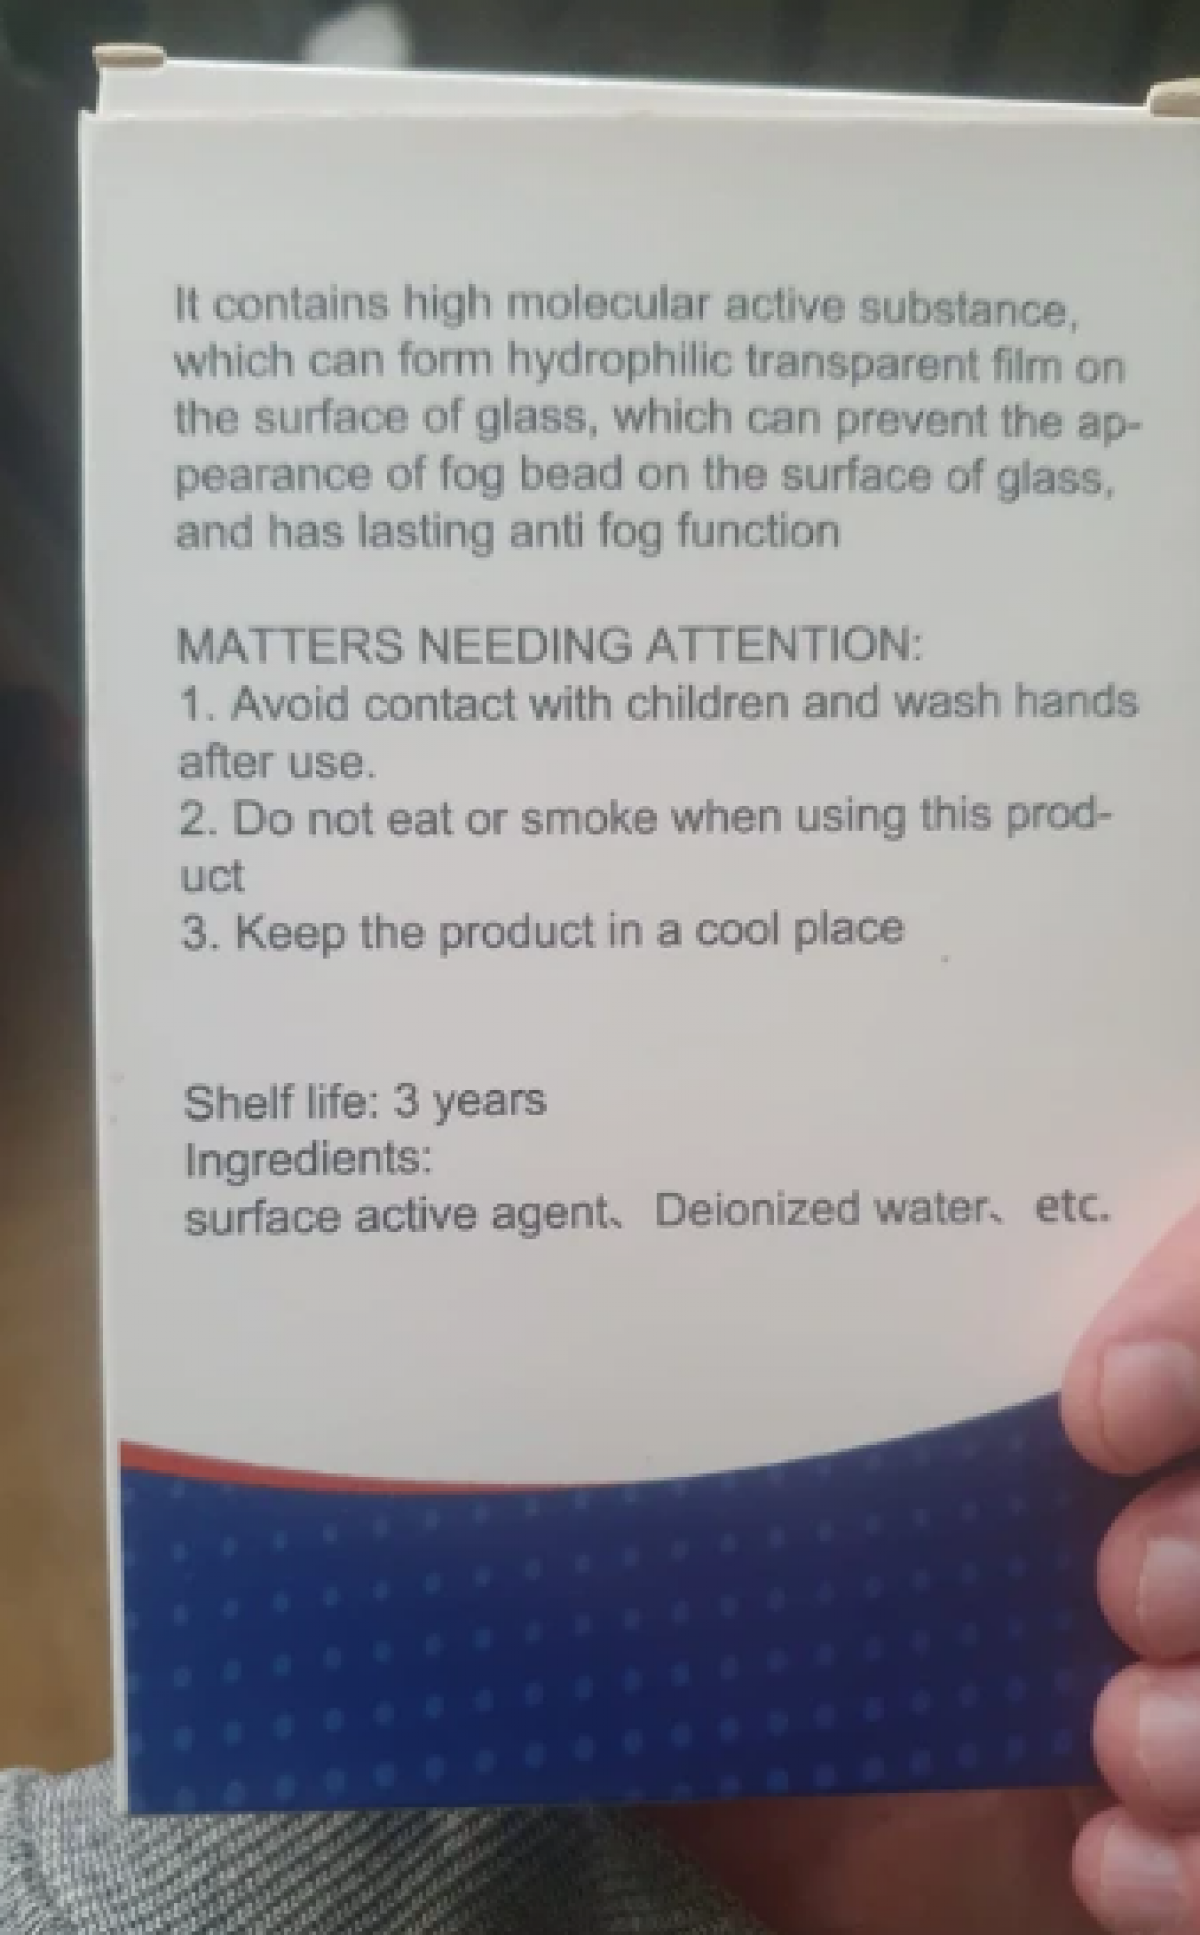 It contains high molecular active substance,
which can form hydrophilic transparent film on
the surface of glass, which can prevent the ap-
pearance of fog bead on the surface of glass,
and has lasting anti fog function
MATTERS NEEDING ATTENTION:
1. Avoid contact with children and wash hands
after use.
2. Do not eat or smoke when using this prod-
uct
3. Keep the product in a cool place
Shelf life: 3 years
Ingredients:
surface active agent、 Deionized water、 etc.